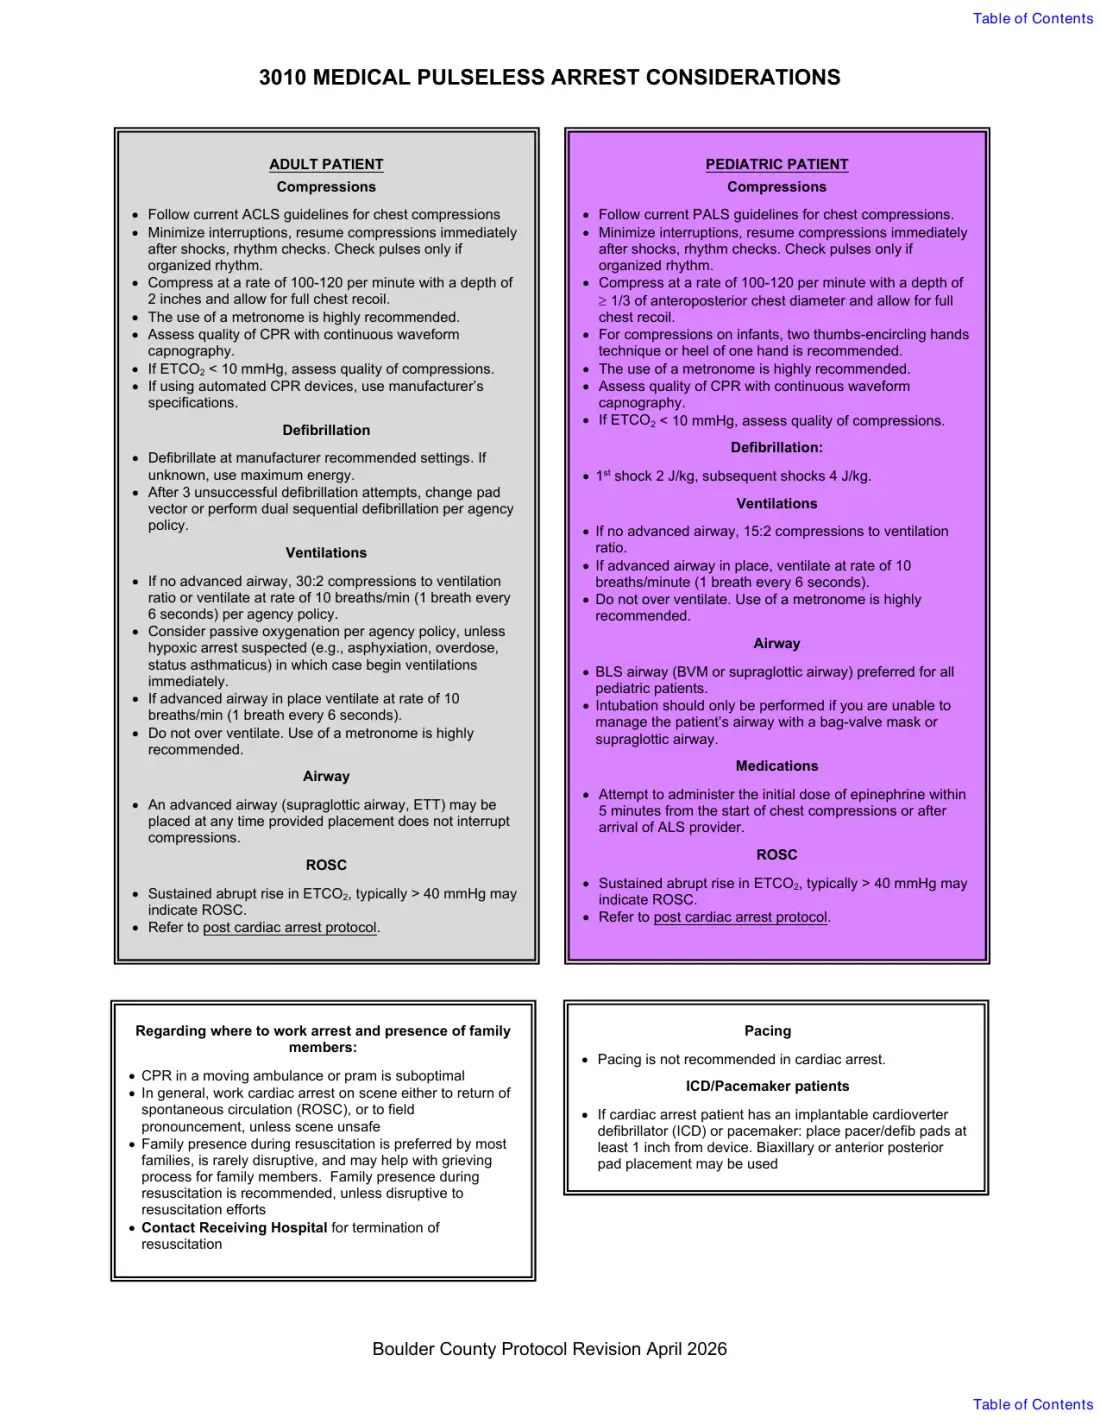 Table of Contents
3010 MEDICAL PULSELESS ARREST CONSIDERATIONS
ADULT PATIENT
Compressions
• Follow current ACLS guidelines for chest compressions
• Minimize interruptions, resume compressions immediately
after shocks, rhythm checks. Check pulses only if
organized rhythm.
• Compress at a rate of 100-120 per minute with a depth of
2 inches and allow for full chest recoil.
• The use of a metronome is highly recommended.
• Assess quality of CPR with continuous waveform
capnography.
• If ETCO₂ < 10 mmHg, assess quality of compressions.
• If using automated CPR devices, use manufacturer's
specifications.
Defibrillation
• Defibrillate at manufacturer recommended settings. If
unknown, use maximum energy.
• After 3 unsuccessful defibrillation attempts, change pad
vector or perform dual sequential defibrillation per agency
policy.
Ventilations
• If no advanced airway, 30:2 compressions to ventilation
ratio or ventilate at rate of 10 breaths/min (1 breath every
6 seconds) per agency policy.
• Consider passive oxygenation per agency policy, unless
hypoxic arrest suspected (e.g., asphyxiation, overdose,
status asthmaticus) in which case begin ventilations
immediately.
• If advanced airway in place ventilate at rate of 10
breaths/min (1 breath every 6 seconds).
• Do not over ventilate. Use of a metronome is highly
recommended.
Airway
• An advanced airway (supraglottic airway, ETT) may be
placed at any time provided placement does not interrupt
compressions.
ROSC
• Sustained abrupt rise in ETCO₂, typically > 40 mmHg may
indicate ROSC.
• Refer to post cardiac arrest protocol.
PEDIATRIC PATIENT
Compressions
• Follow current PALS guidelines for chest compressions.
• Minimize interruptions, resume compressions immediately
after shocks, rhythm checks. Check pulses only if
organized rhythm.
• Compress at a rate of 100-120 per minute with a depth of
≥ 1/3 of anteroposterior chest diameter and allow for full
chest recoil.
• For compressions on infants, two thumbs-encircling hands
technique or heel of one hand is recommended.
• The use of a metronome is highly recommended.
• Assess quality of CPR with continuous waveform
capnography.
• If ETCO₂ < 10 mmHg, assess quality of compressions.
Defibrillation:
• 1st shock 2 J/kg, subsequent shocks 4 J/kg.
Ventilations
• If no advanced airway, 15:2 compressions to ventilation
ratio.
• If advanced airway in place, ventilate at rate of 10
breaths/minute (1 breath every 6 seconds).
• Do not over ventilate. Use of a metronome is highly
recommended.
Airway
• BLS airway (BVM or supraglottic airway) preferred for all
pediatric patients.
• Intubation should only be performed if you are unable to
manage the patient's airway with a bag-valve mask or
supraglottic airway.
Medications
• Attempt to administer the initial dose of epinephrine within
5 minutes from the start of chest compressions or after
arrival of ALS provider.
ROSC
• Sustained abrupt rise in ETCO₂, typically > 40 mmHg may
indicate ROSC.
• Refer to post cardiac arrest protocol.
Regarding where to work arrest and presence of family
members:
• CPR in a moving ambulance or pram is suboptimal
• In general, work cardiac arrest on scene either to return of
spontaneous circulation (ROSC), or to field
pronouncement, unless scene unsafe
• Family presence during resuscitation is preferred by most
families, is rarely disruptive, and may help with grieving
process for family members. Family presence during
resuscitation is recommended, unless disruptive to
resuscitation efforts
• Contact Receiving Hospital for termination of
resuscitation
Pacing
• Pacing is not recommended in cardiac arrest.
ICD/Pacemaker patients
• If cardiac arrest patient has an implantable cardioverter
defibrillator (ICD) or pacemaker: place pacer/defib pads at
least 1 inch from device. Biaxillary or anterior posterior
pad placement may be used
Boulder County Protocol Revision April 2026
Table of Contents